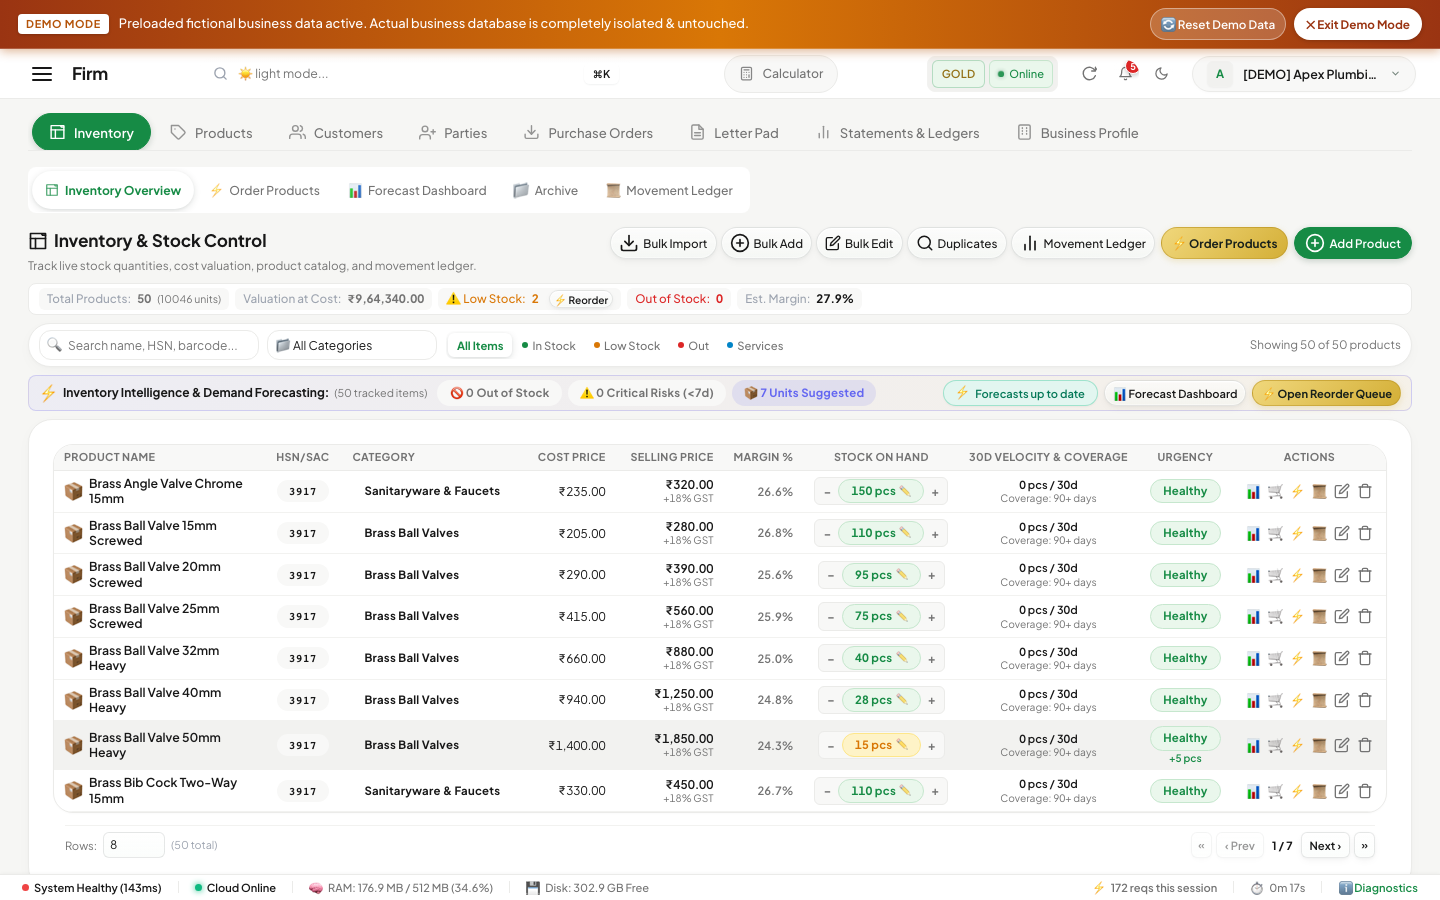 DEMO MODE Preloaded fictional business data active. Actual business database is completely isolated & untouched. Reset Demo Data ✕ Exit Demo Mode
Firm light mode... ⌘K Calculator GOLD Online 5 A [DEMO] Apex Plumbi...
Inventory Products Customers Parties Purchase Orders Letter Pad Statements & Ledgers Business Profile
Inventory Overview Order Products Forecast Dashboard Archive Movement Ledger
Inventory & Stock Control Bulk Import Bulk Add Bulk Edit Duplicates Movement Ledger Order Products Add Product
Track live stock quantities, cost valuation, product catalog, and movement ledger.
Total Products: 50 (10046 units) Valuation at Cost: ₹9,64,340.00 Low Stock: 2 Reorder Out of Stock: 0 Est. Margin: 27.9%
Search name, HSN, barcode... All Categories All Items In Stock Low Stock Out Services Showing 50 of 50 products
Inventory Intelligence & Demand Forecasting: (50 tracked items) 0 Out of Stock 0 Critical Risks (<7d) 7 Units Suggested Forecasts up to date Forecast Dashboard Open Reorder Queue
PRODUCT NAME HSN/SAC CATEGORY COST PRICE SELLING PRICE MARGIN % STOCK ON HAND 30D VELOCITY & COVERAGE URGENCY ACTIONS
Brass Angle Valve Chrome 15mm 3917 Sanitaryware & Faucets ₹235.00 ₹320.00 +18% GST 26.6% − 150 pcs + 0 pcs / 30d Coverage: 90+ days Healthy
Brass Ball Valve 15mm Screwed 3917 Brass Ball Valves ₹205.00 ₹280.00 +18% GST 26.8% − 110 pcs + 0 pcs / 30d Coverage: 90+ days Healthy
Brass Ball Valve 20mm Screwed 3917 Brass Ball Valves ₹290.00 ₹390.00 +18% GST 25.6% − 95 pcs + 0 pcs / 30d Coverage: 90+ days Healthy
Brass Ball Valve 25mm Screwed 3917 Brass Ball Valves ₹415.00 ₹560.00 +18% GST 25.9% − 75 pcs + 0 pcs / 30d Coverage: 90+ days Healthy
Brass Ball Valve 32mm Heavy 3917 Brass Ball Valves ₹660.00 ₹880.00 +18% GST 25.0% − 40 pcs + 0 pcs / 30d Coverage: 90+ days Healthy
Brass Ball Valve 40mm Heavy 3917 Brass Ball Valves ₹940.00 ₹1,250.00 +18% GST 24.8% − 28 pcs + 0 pcs / 30d Coverage: 90+ days Healthy
Brass Ball Valve 50mm Heavy 3917 Brass Ball Valves ₹1,400.00 ₹1,850.00 +18% GST 24.3% − 15 pcs + 0 pcs / 30d Coverage: 90+ days Healthy +5 pcs
Brass Bib Cock Two-Way 15mm 3917 Sanitaryware & Faucets ₹330.00 ₹450.00 +18% GST 26.7% − 110 pcs + 0 pcs / 30d Coverage: 90+ days Healthy
Rows: 8 (50 total) « ‹ Prev 1 / 7 Next › »
System Healthy (143ms) Cloud Online RAM: 176.9 MB / 512 MB (34.6%) Disk: 302.9 GB Free 172 reqs this session 0m 17s Diagnostics